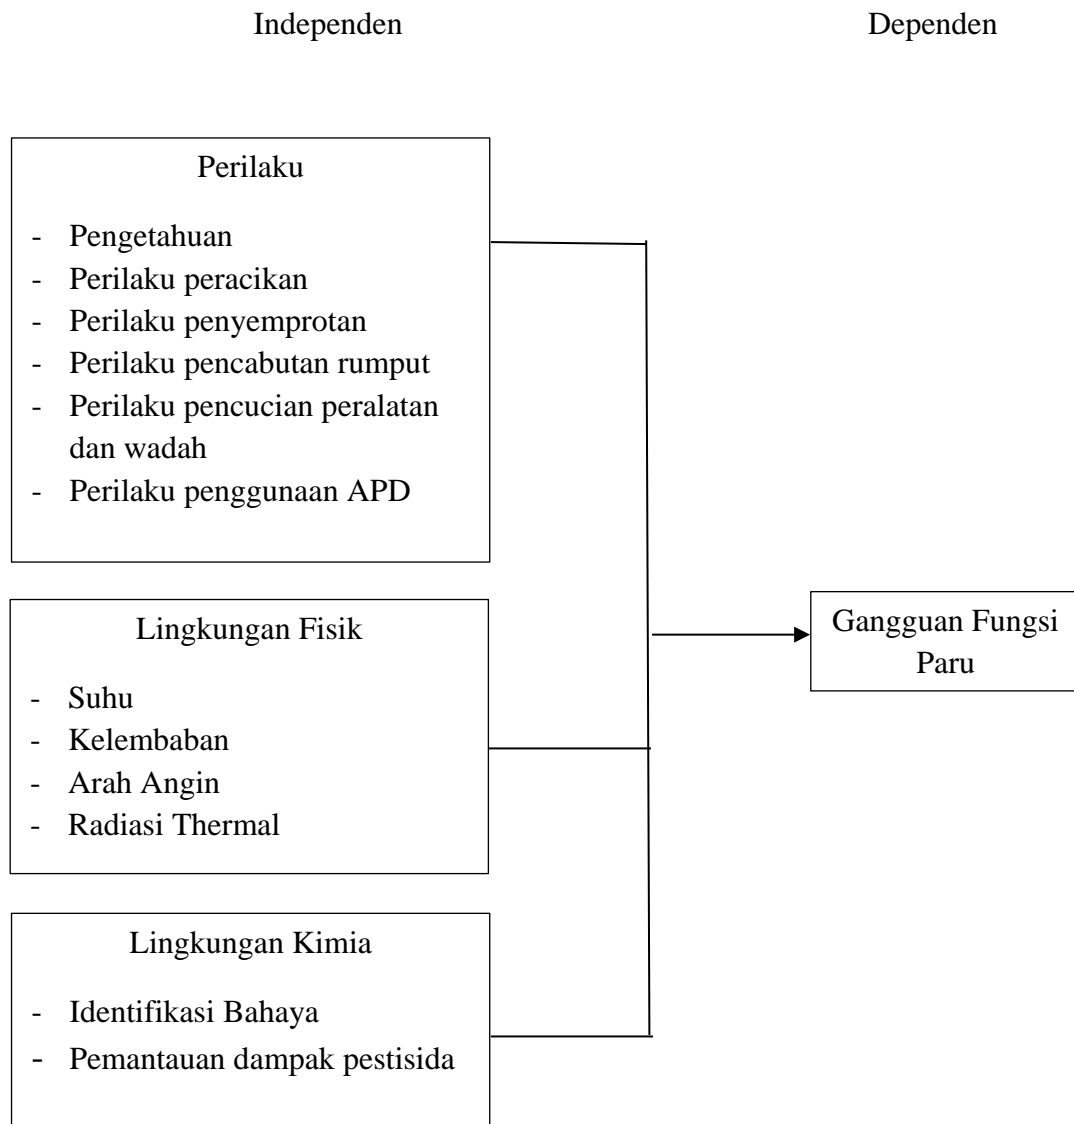 Independen
Dependen
Perilaku
- Pengetahuan
- Perilaku peracikan
- Perilaku penyemprotan
- Perilaku pencabutan rumput
- Perilaku pencucian peralatan
dan wadah
- Perilaku penggunaan APD
Lingkungan Fisik
- Suhu
- Kelembaban
- Arah Angin
- Radiasi Thermal
Lingkungan Kimia
- Identifikasi Bahaya
- Pemantauan dampak pestisida
Gangguan Fungsi
Paru